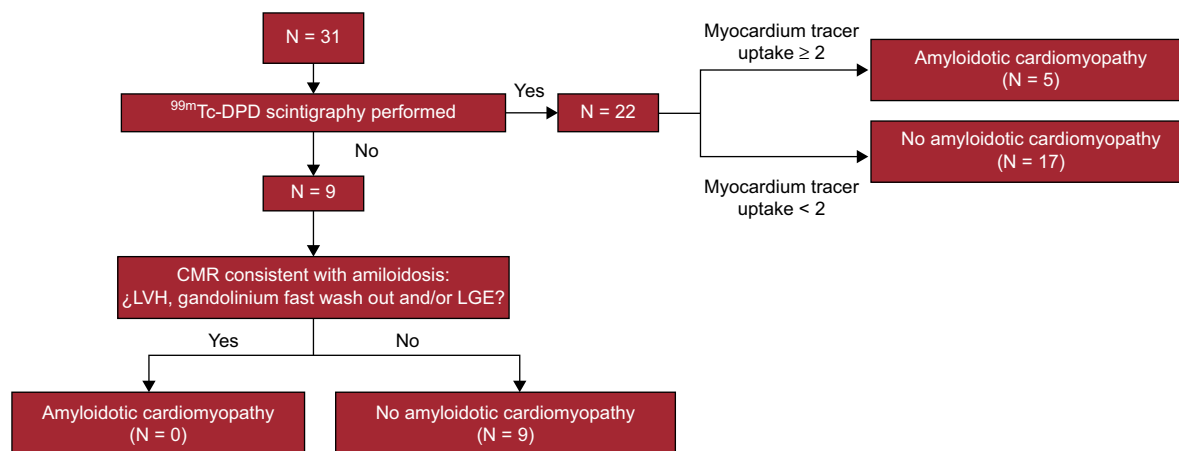 N = 31
⁹⁹ᵐTc-DPD scintigraphy performed
Yes
N = 22
Myocardium tracer
uptake ≥ 2
Amyloidotic cardiomyopathy
(N = 5)
No amyloidotic cardiomyopathy
(N = 17)
Myocardium tracer
uptake < 2
No
N = 9
CMR consistent with amiloidosis:
¿LVH, gandolinium fast wash out and/or LGE?
Yes
No
Amyloidotic cardiomyopathy
(N = 0)
No amyloidotic cardiomyopathy
(N = 9)